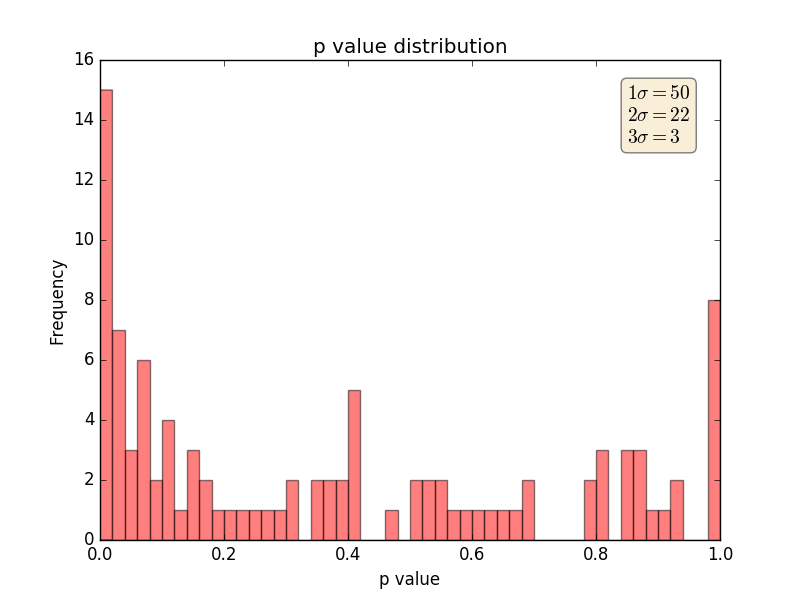 p value distribution
1σ = 50
2σ = 22
3σ = 3
16
14
12
10
8
6
4
2
0
Frequency
0.0 0.2 0.4 0.6 0.8 1.0
p value